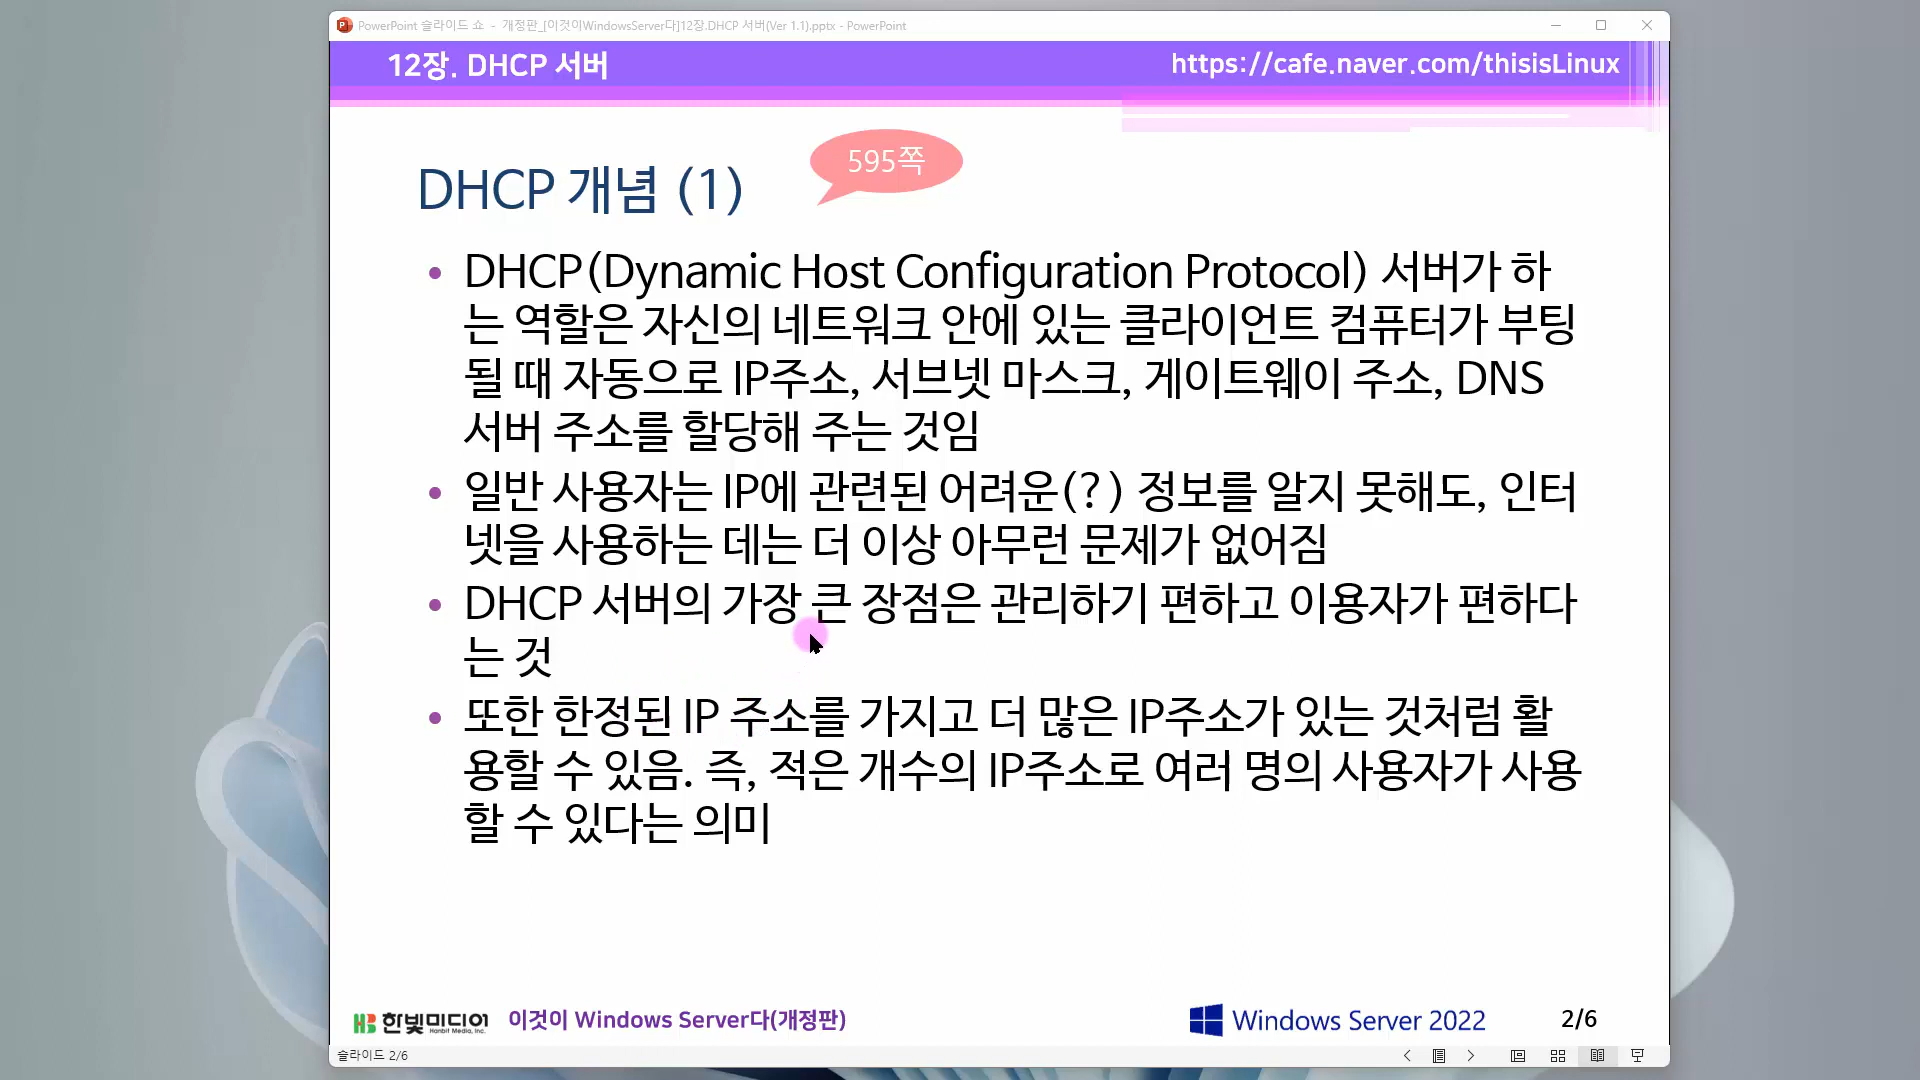 PowerPoint 슬라이드 쇼 - 개정판_[이것이WindowsServer다]12장.DHCP 서버(Ver 1.1).pptx - PowerPoint
12장. DHCP 서버
https://cafe.naver.com/thisisLinux
595쪽
DHCP 개념 (1)
• DHCP(Dynamic Host Configuration Protocol) 서버가 하
는 역할은 자신의 네트워크 안에 있는 클라이언트 컴퓨터가 부팅
될 때 자동으로 IP주소, 서브넷 마스크, 게이트웨이 주소, DNS
서버 주소를 할당해 주는 것임
• 일반 사용자는 IP에 관련된 어려운(?) 정보를 알지 못해도, 인터
넷을 사용하는 데는 더 이상 아무런 문제가 없어짐
• DHCP 서버의 가장 큰 장점은 관리하기 편하고 이용자가 편하다
는 것
• 또한 한정된 IP 주소를 가지고 더 많은 IP주소가 있는 것처럼 활
용할 수 있음. 즉, 적은 개수의 IP주소로 여러 명의 사용자가 사용
할 수 있다는 의미
한빛미디어
Hanbit Media, Inc.
이것이 Windows Server다(개정판)
Windows Server 2022
2/6
슬라이드 2/6